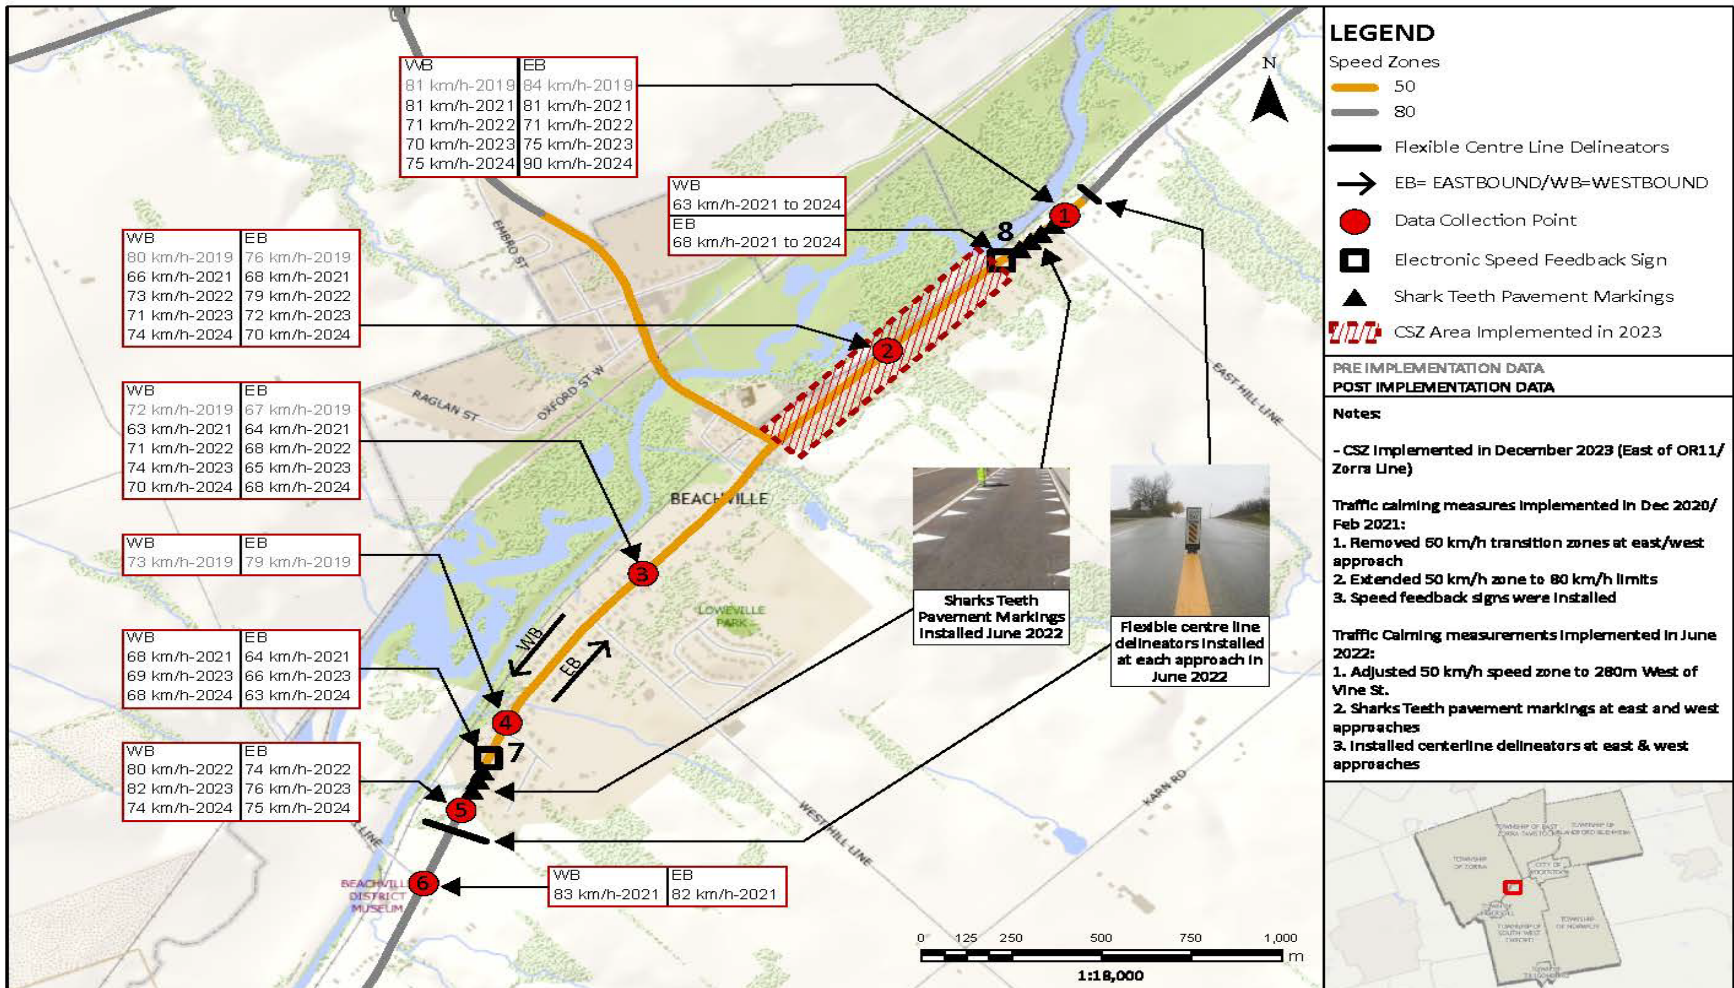 WB EB
81 km/h-2019 84 km/h-2019
81 km/h-2021 81 km/h-2021
71 km/h-2022 71 km/h-2022
70 km/h-2023 75 km/h-2023
75 km/h-2024 90 km/h-2024
WB
63 km/h-2021 to 2024
EB
68 km/h-2021 to 2024
WB EB
80 km/h-2019 76 km/h-2019
66 km/h-2021 68 km/h-2021
73 km/h-2022 79 km/h-2022
71 km/h-2023 72 km/h-2023
74 km/h-2024 70 km/h-2024
WB EB
72 km/h-2019 67 km/h-2019
63 km/h-2021 64 km/h-2021
71 km/h-2022 68 km/h-2022
74 km/h-2023 65 km/h-2023
70 km/h-2024 68 km/h-2024
WB EB
73 km/h-2019 79 km/h-2019
WB EB
68 km/h-2021 64 km/h-2021
69 km/h-2023 66 km/h-2023
68 km/h-2024 63 km/h-2024
WB EB
80 km/h-2022 74 km/h-2022
82 km/h-2023 76 km/h-2023
74 km/h-2024 75 km/h-2024
WB EB
83 km/h-2021 82 km/h-2021
N
1
8
2
3
4
7
5
6
WB
EB
EMBRO ST
OXFORD ST W
RAGLAN ST
EAST HILL LINE
WEST HILL LINE
KARN RD
LINE
BEACHVILLE
LOWEVILLE
PARK
BEACHVILL
DISTRICT
MUSEUM
Sharks Teeth
Pavement Markings
Installed June 2022
Flexible centre line
delineators installed
at each approach in
June 2022
0 125 250 500 750 1,000
m
1:18,000
LEGEND
Speed Zones
50
80
Flexible Centre Line Delineators
EB= EASTBOUND/WB=WESTBOUND
Data Collection Point
Electronic Speed Feedback Sign
Shark Teeth Pavement Markings
CSZ Area Implemented in 2023
PRE IMPLEMENTATION DATA
POST IMPLEMENTATION DATA
Notes:
- CSZ Implemented in December 2023 (East of OR11/
Zorra Line)
Traffic calming measures implemented in Dec 2020/
Feb 2021:
1. Removed 60 km/h transition zones at east/west
approach
2. Extended 50 km/h zone to 80 km/h limits
3. Speed feedback signs were installed
Traffic Calming measurements implemented in June
2022:
1. Adjusted 50 km/h speed zone to 280m West of
Vine St.
2. Sharks Teeth pavement markings at east and west
approaches
3. Installed centerline delineators at east & west
approaches
TOWNSHIP
OF ZORRA
TOWNSHIP OF
SOUTH-WEST
OXFORD
TOWNSHIP
OF NORWICH